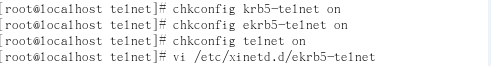 [root@localhost telnet]# chkconfig krb5-telnet on
[root@localhost telnet]# chkconfig ekrb5-telnet on
[root@localhost telnet]# chkconfig telnet on
[root@localhost telnet]# vi /etc/xinetd.d/ekrb5-telnet